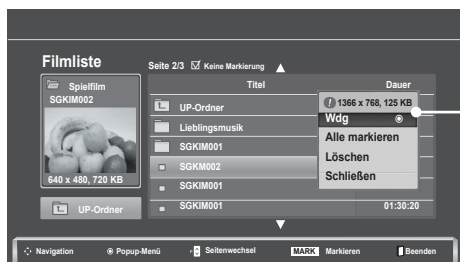 Filmliste
Seite 2/3 Keine Markierung
Spielfilm
SGKIM002
640 x 480, 720 KB
UP-Ordner
Titel
Dauer
UP-Ordner
Lieblingsmusik
SGKIM001
SGKM002
SGKIM001
SGKIM001
01:30:20
1366 x 768, 125 KB
Wdg
Alle markieren
Löschen
Schließen
Navigation
Popup-Menü
P Seitenwechsel
MARK Markieren
Beenden